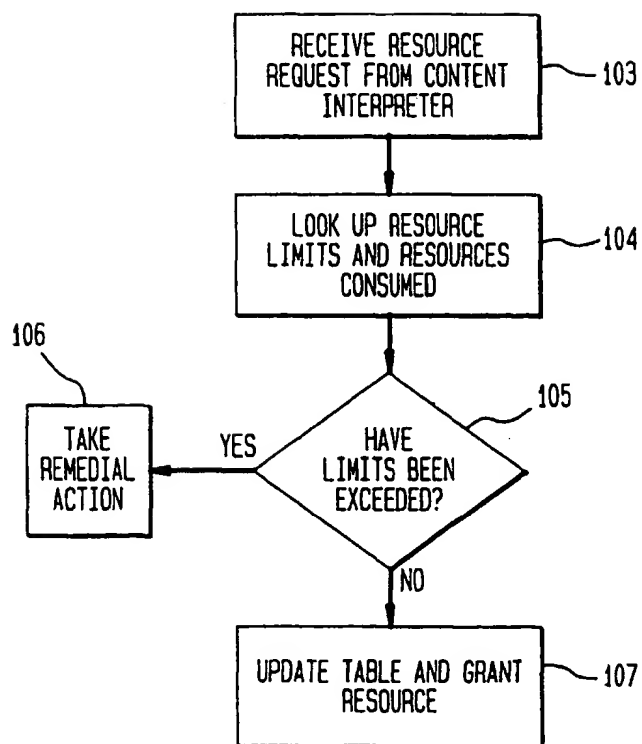 RECEIVE RESOURCE
REQUEST FROM CONTENT
INTERPRETER
103
LOOK UP RESOURCE
LIMITS AND RESOURCES
CONSUMED
104
106
TAKE
REMEDIAL
ACTION
YES
105
HAVE
LIMITS BEEN
EXCEEDED?
NO
UPDATE TABLE AND GRANT
RESOURCE
107